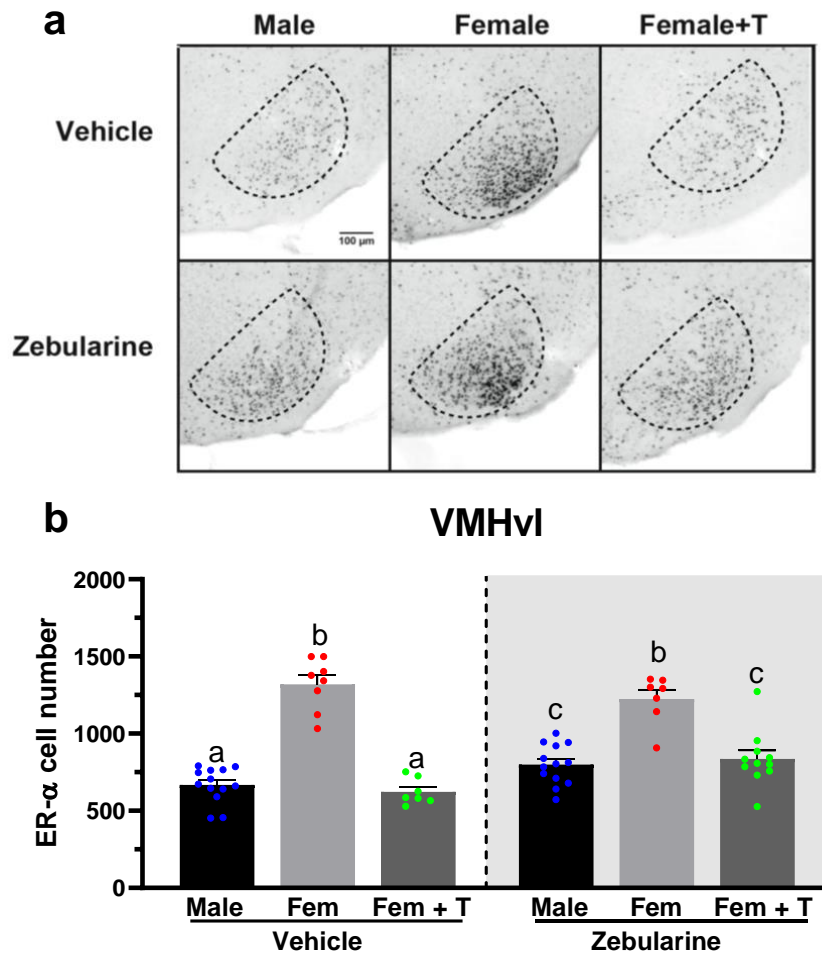 a
Male Female Female+T
Vehicle
100 µm
Zebularine
b
VMHvl
ER-α cell number
2000
1500
1000
500
0
a b a c b c
Male Fem Fem + T Male Fem Fem + T
Vehicle Zebularine